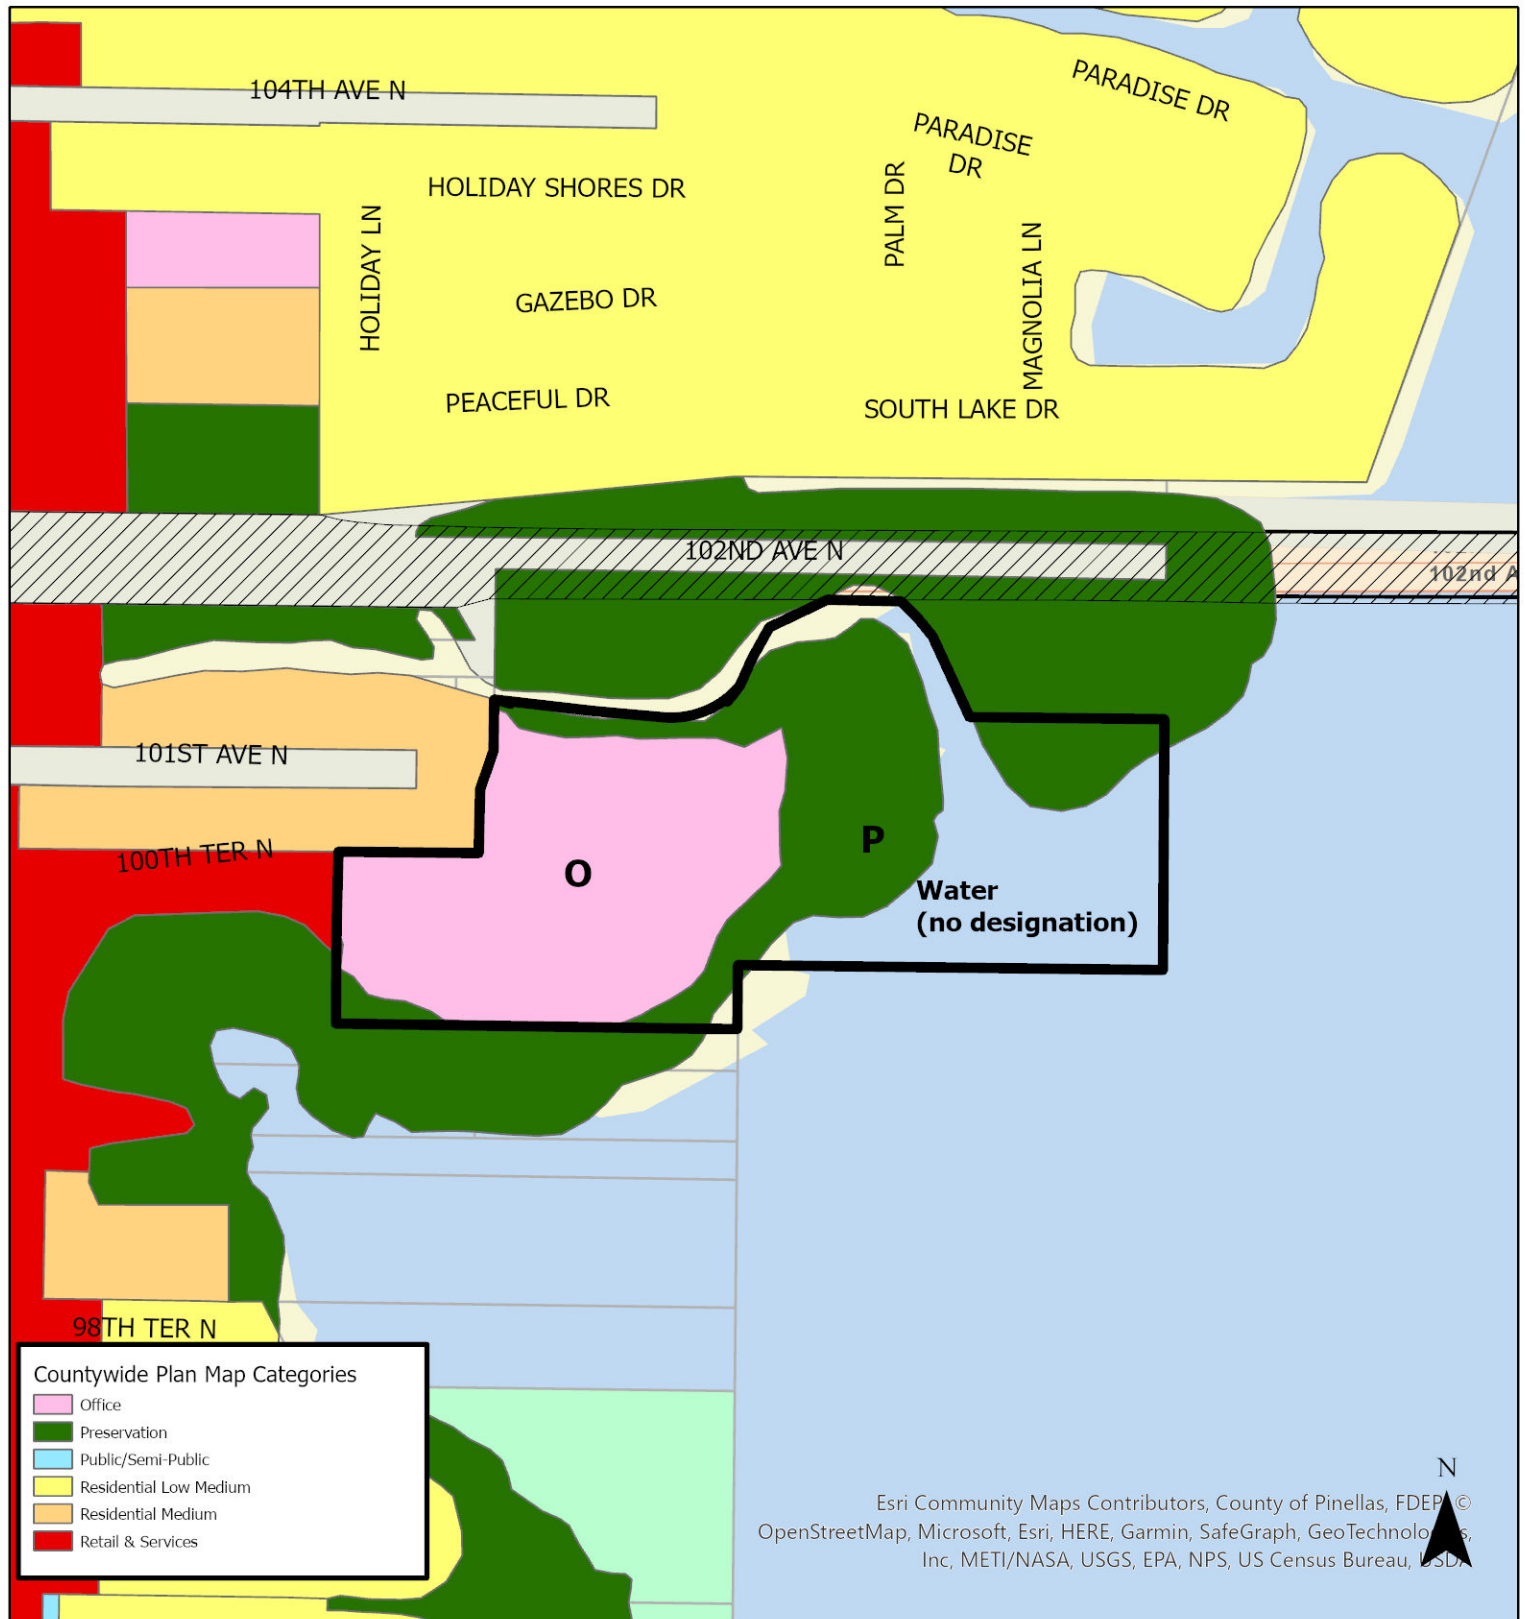 104TH AVE N
PARADISE DR
PARADISE
DR
HOLIDAY SHORES DR
PALM DR
HOLIDAY LN
MAGNOLIA LN
GAZEBO DR
PEACEFUL DR
SOUTH LAKE DR
102ND AVE N
102nd A
101ST AVE N
100TH TER N
O
P
Water
(no designation)
98TH TER N
Countywide Plan Map Categories
Office
Preservation
Public/Semi-Public
Residential Low Medium
Residential Medium
Retail & Services
N
Esri Community Maps Contributors, County of Pinellas, FDEP, ©
OpenStreetMap, Microsoft, Esri, HERE, Garmin, SafeGraph, GeoTechnologies,
Inc, METI/NASA, USGS, EPA, NPS, US Census Bureau, USDA